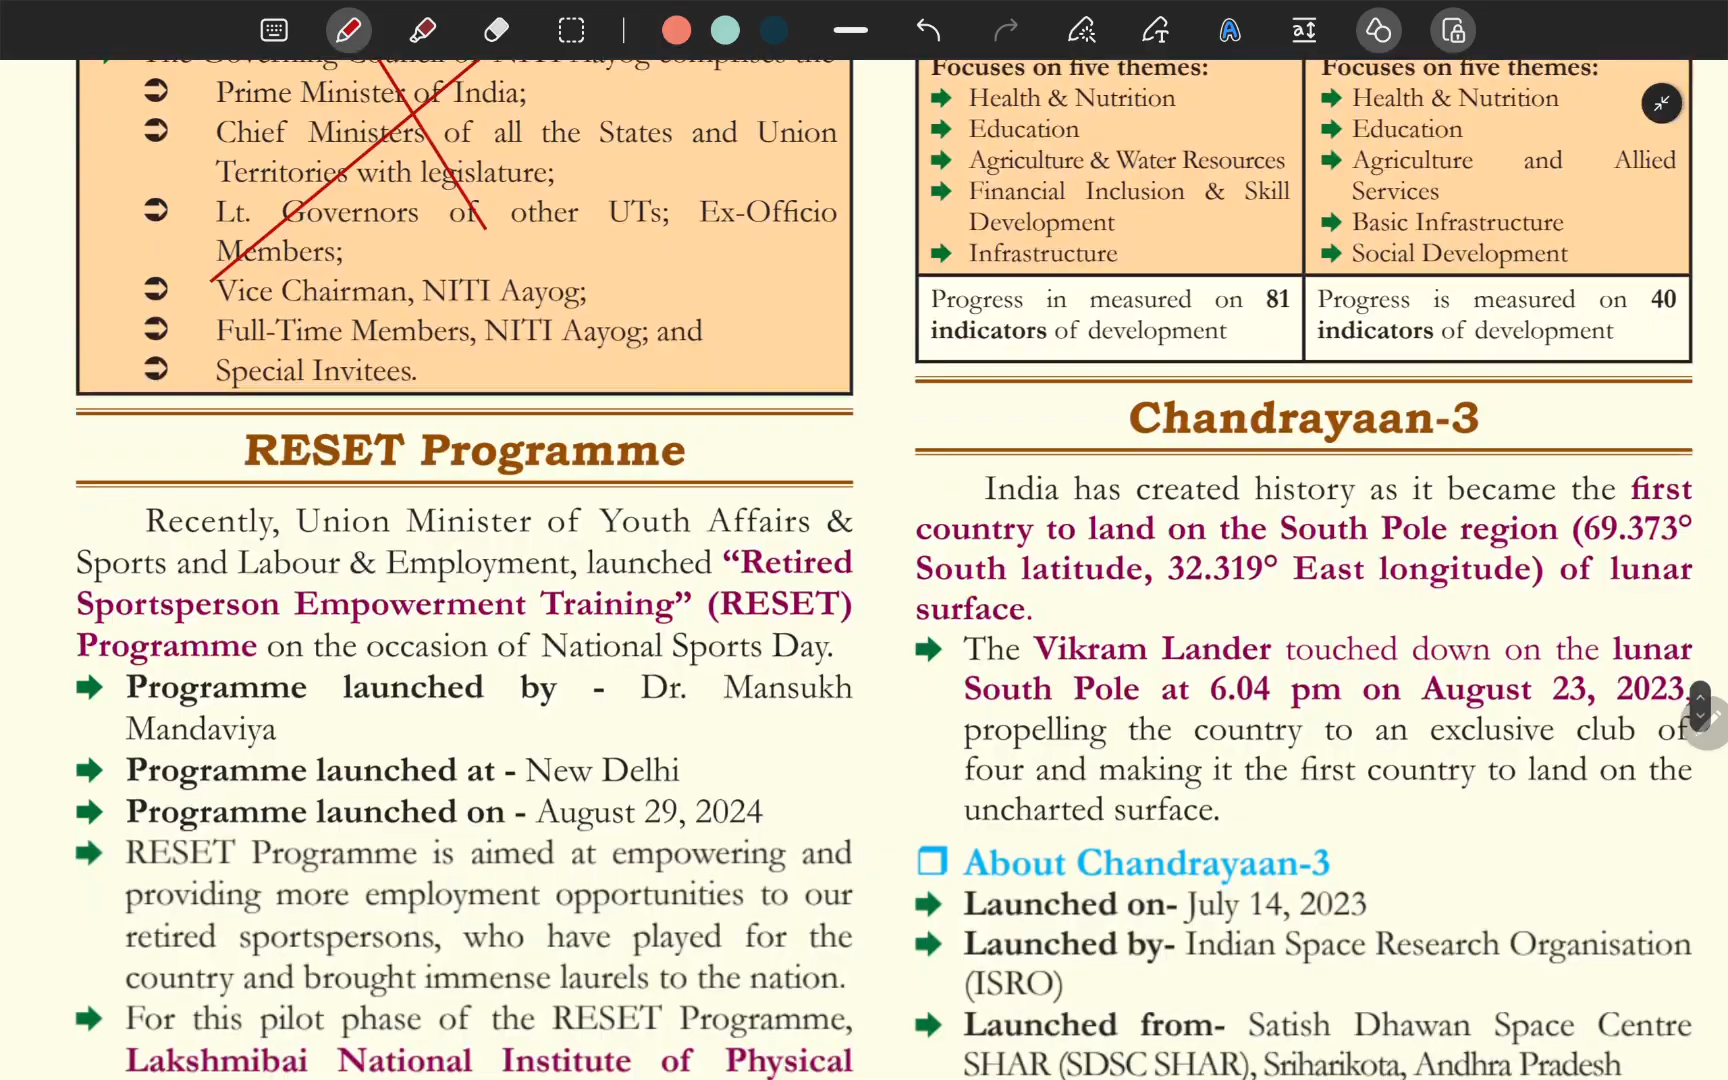 The Governing Council of NITI Aayog comprises the
Prime Minister of India;
Chief Ministers of all the States and Union
Territories with legislature;
Lt. Governors of other UTs; Ex-Officio
Members;
Vice Chairman, NITI Aayog;
Full-Time Members, NITI Aayog; and
Special Invitees.
RESET Programme
Recently, Union Minister of Youth Affairs &
Sports and Labour & Employment, launched “Retired
Sportsperson Empowerment Training” (RESET)
Programme on the occasion of National Sports Day.
Programme launched by - Dr. Mansukh
Mandaviya
Programme launched at - New Delhi
Programme launched on - August 29, 2024
RESET Programme is aimed at empowering and
providing more employment opportunities to our
retired sportspersons, who have played for the
country and brought immense laurels to the nation.
For this pilot phase of the RESET Programme,
Lakshmibai National Institute of Physical
Focuses on five themes:
Health & Nutrition
Education
Agriculture & Water Resources
Financial Inclusion & Skill
Development
Infrastructure
Progress in measured on 81
indicators of development
Focuses on five themes:
Health & Nutrition
Education
Agriculture and Allied
Services
Basic Infrastructure
Social Development
Progress is measured on 40
indicators of development
Chandrayaan-3
India has created history as it became the first
country to land on the South Pole region (69.373°
South latitude, 32.319° East longitude) of lunar
surface.
The Vikram Lander touched down on the lunar
South Pole at 6.04 pm on August 23, 2023,
propelling the country to an exclusive club of
four and making it the first country to land on the
uncharted surface.
About Chandrayaan-3
Launched on- July 14, 2023
Launched by- Indian Space Research Organisation
(ISRO)
Launched from- Satish Dhawan Space Centre
SHAR (SDSC SHAR), Sriharikota, Andhra Pradesh